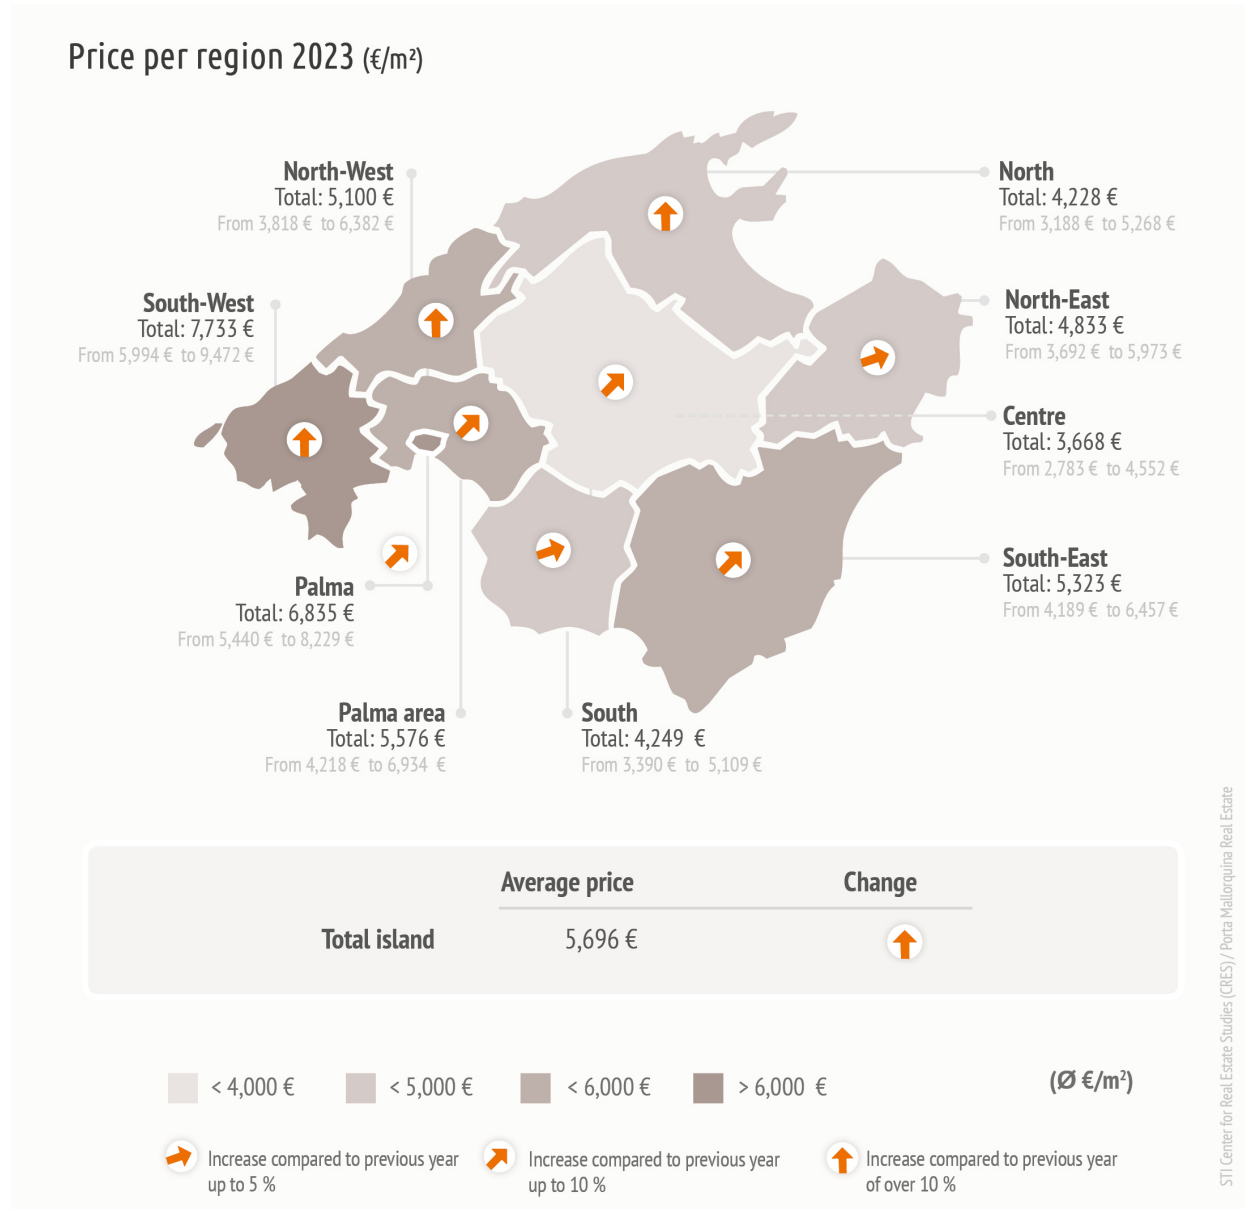 Price per region 2023 (€/m²)
North-West
Total: 5,100 €
From 3,818 € to 6,382 €
North
Total: 4,228 €
From 3,188 € to 5,268 €
South-West
Total: 7,733 €
From 5,994 € to 9,472 €
North-East
Total: 4,833 €
From 3,692 € to 5,973 €
Centre
Total: 3,668 €
From 2,783 € to 4,552 €
South-East
Total: 5,323 €
From 4,189 € to 6,457 €
Palma
Total: 6,835 €
From 5,440 € to 8,229 €
Palma area
Total: 5,576 €
From 4,218 € to 6,934 €
South
Total: 4,249 €
From 3,390 € to 5,109 €
Average price Change
Total island 5,696 €
< 4,000 € < 5,000 € < 6,000 € > 6,000 € (Ø €/m²)
Increase compared to previous year
up to 5 %
Increase compared to previous year
up to 10 %
Increase compared to previous year
of over 10 %
STI Center for Real Estate Studies (CRES) / Porta Mallorquina Real Estate